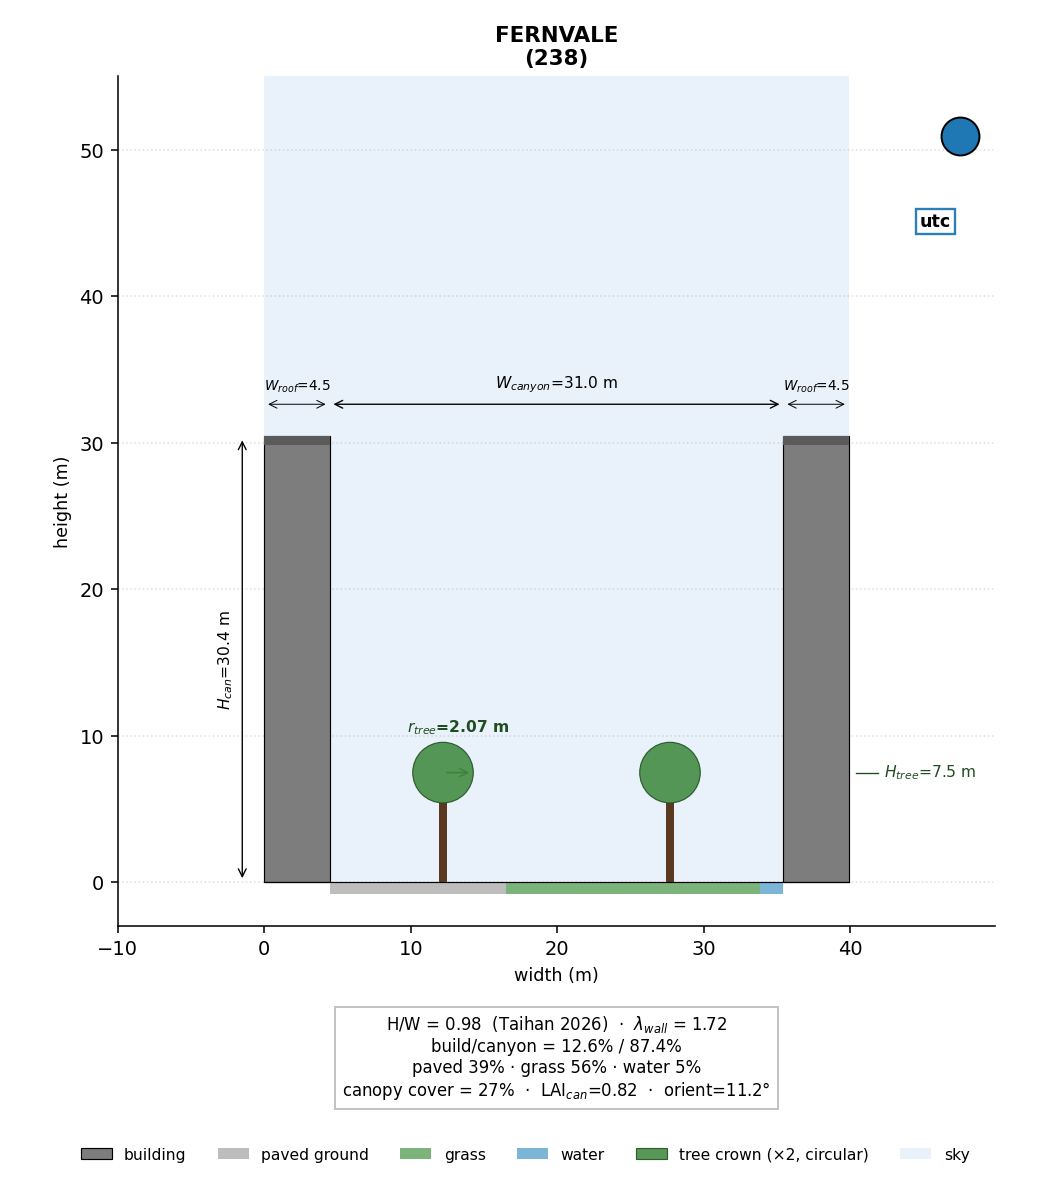 FERNVALE
(238)
50
40
30
20
10
0
height (m)
utc
W_roof=4.5
W_canyon=31.0 m
W_roof=4.5
H_can=30.4 m
r_tree=2.07 m
H_tree=7.5 m
−10
0
10
20
30
40
width (m)
H/W = 0.98 (Taihan 2026) · λ_wall = 1.72
build/canyon = 12.6% / 87.4%
paved 39% · grass 56% · water 5%
canopy cover = 27% · LAI_can=0.82 · orient=11.2°
building
paved ground
grass
water
tree crown (×2, circular)
sky